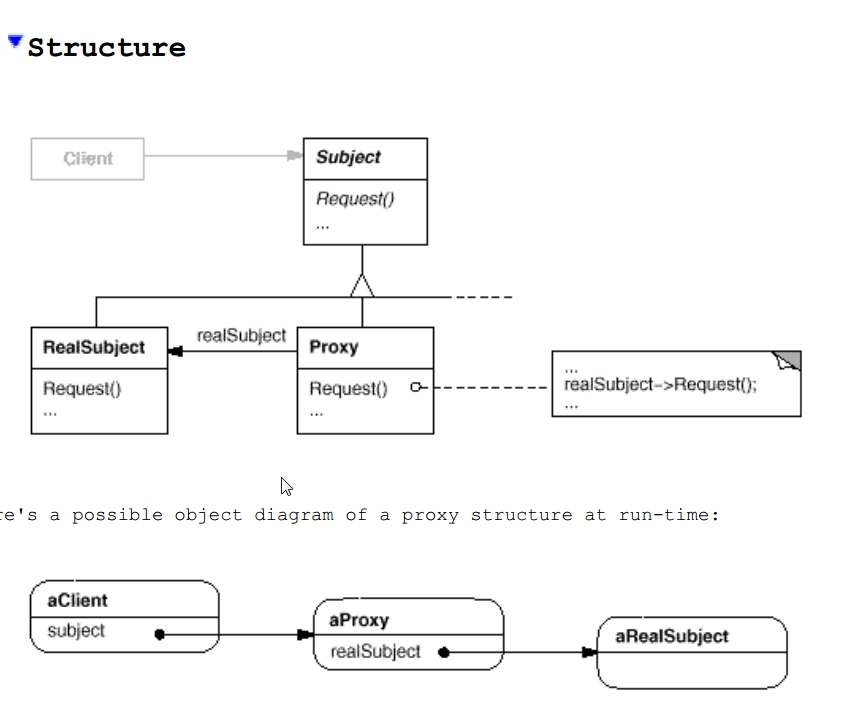 Structure
Client
Subject
Request()
...
realSubject
RealSubject
Proxy
Request()
...
Request()
...
...
realSubject->Request();
...
re's a possible object diagram of a proxy structure at run-time:
aClient
subject
aProxy
realSubject
aRealSubject